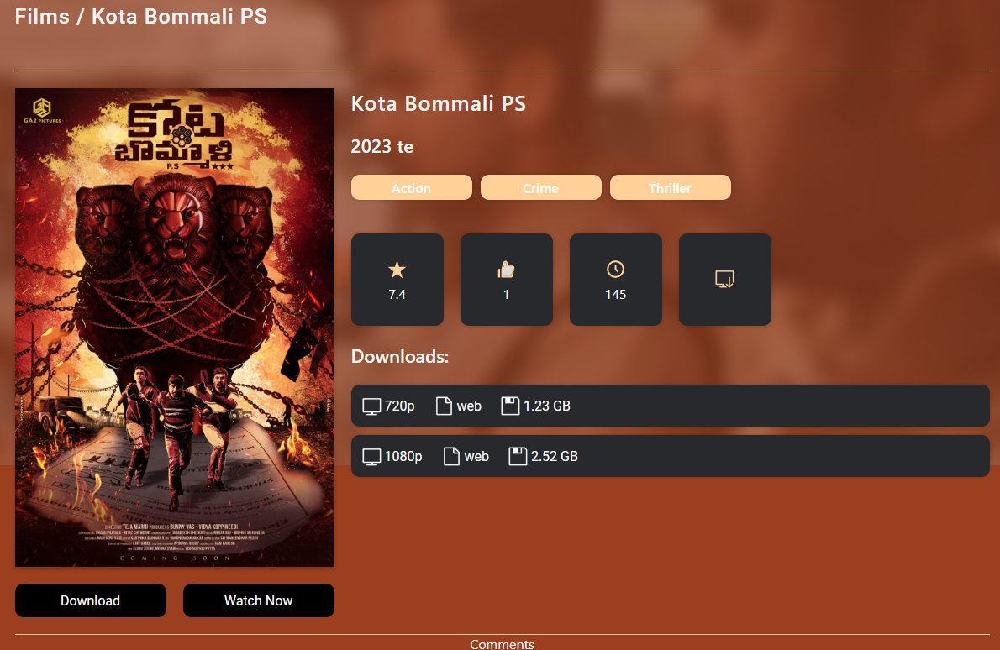 Films / Kota Bommali PS
GA2 PICTURES
కోట
బొమ్మాళి
P.S
DIRECTOR TEJA MARNI PRODUCERS BUNNY VAS - VIDYA KOPPINEEDI
COMING SOON
Download
Watch Now
Kota Bommali PS
2023 te
Action
Crime
Thriller
7.4
1
145
Downloads:
720p web 1.23 GB
1080p web 2.52 GB
Comments